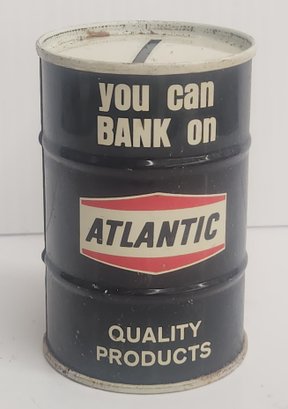 you can
BANK on
ATLANTIC
QUALITY
PRODUCTS